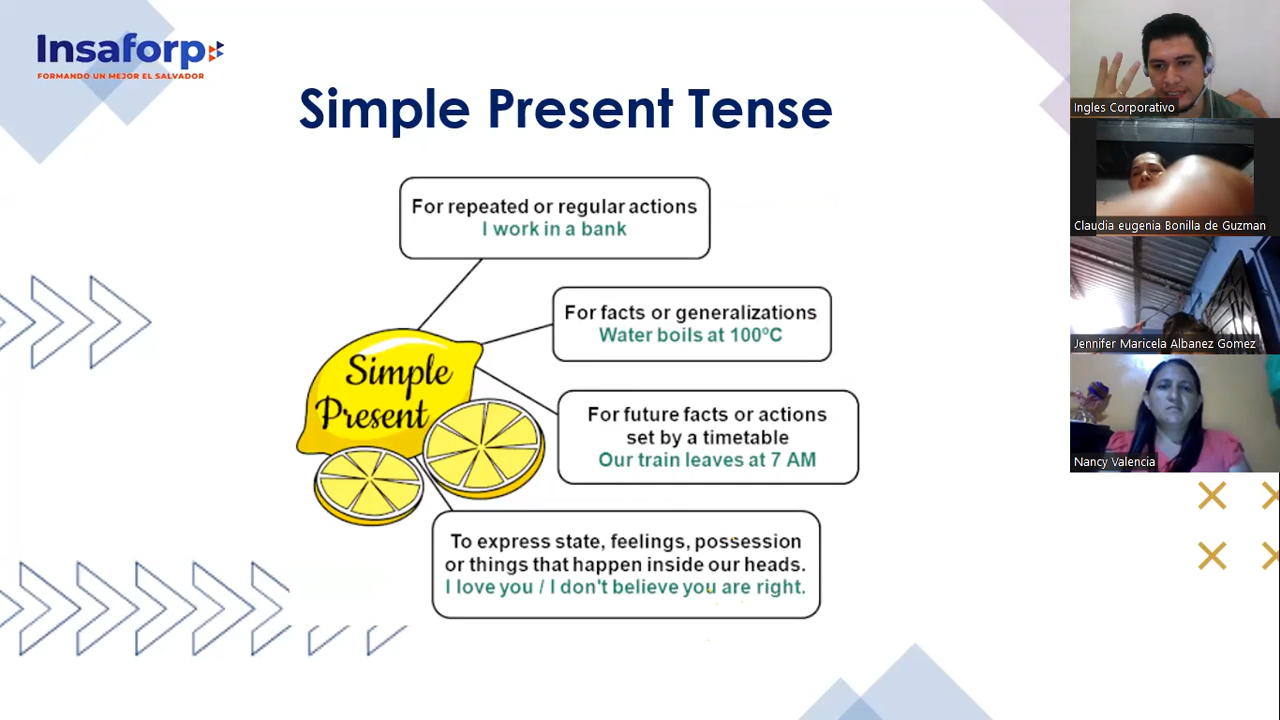 Insaforp
FORMANDO UN MEJOR EL SALVADOR
Simple Present Tense
For repeated or regular actions
I work in a bank
For facts or generalizations
Water boils at 100ºC
For future facts or actions
set by a timetable
Our train leaves at 7 AM
Simple
Present
To express state, feelings, possession
or things that happen inside our heads.
I love you / I don't believe you are right.
Ingles Corporativo
Claudia eugenia Bonilla de Guzman
Jennifer Maricela Albanez Gomez
Nancy Valencia